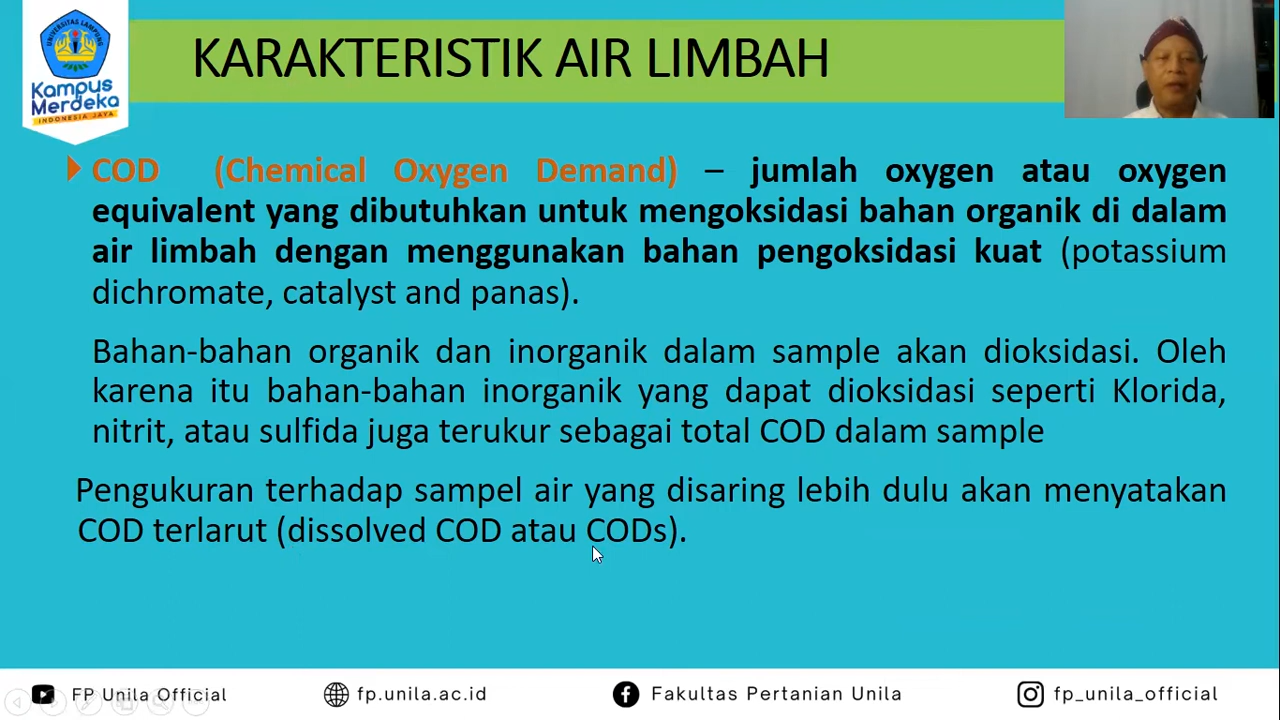 UNIVERSITAS LAMPUNG
Kampus
Merdeka
INDONESIA JAYA
KARAKTERISTIK AIR LIMBAH
COD (Chemical Oxygen Demand) – jumlah oxygen atau oxygen
equivalent yang dibutuhkan untuk mengoksidasi bahan organik di dalam
air limbah dengan menggunakan bahan pengoksidasi kuat (potassium
dichromate, catalyst and panas).
Bahan-bahan organik dan inorganik dalam sample akan dioksidasi. Oleh
karena itu bahan-bahan inorganik yang dapat dioksidasi seperti Klorida,
nitrit, atau sulfida juga terukur sebagai total COD dalam sample
Pengukuran terhadap sampel air yang disaring lebih dulu akan menyatakan
COD terlarut (dissolved COD atau CODs).
FP Unila Official fp.unila.ac.id Fakultas Pertanian Unila fp_unila_official